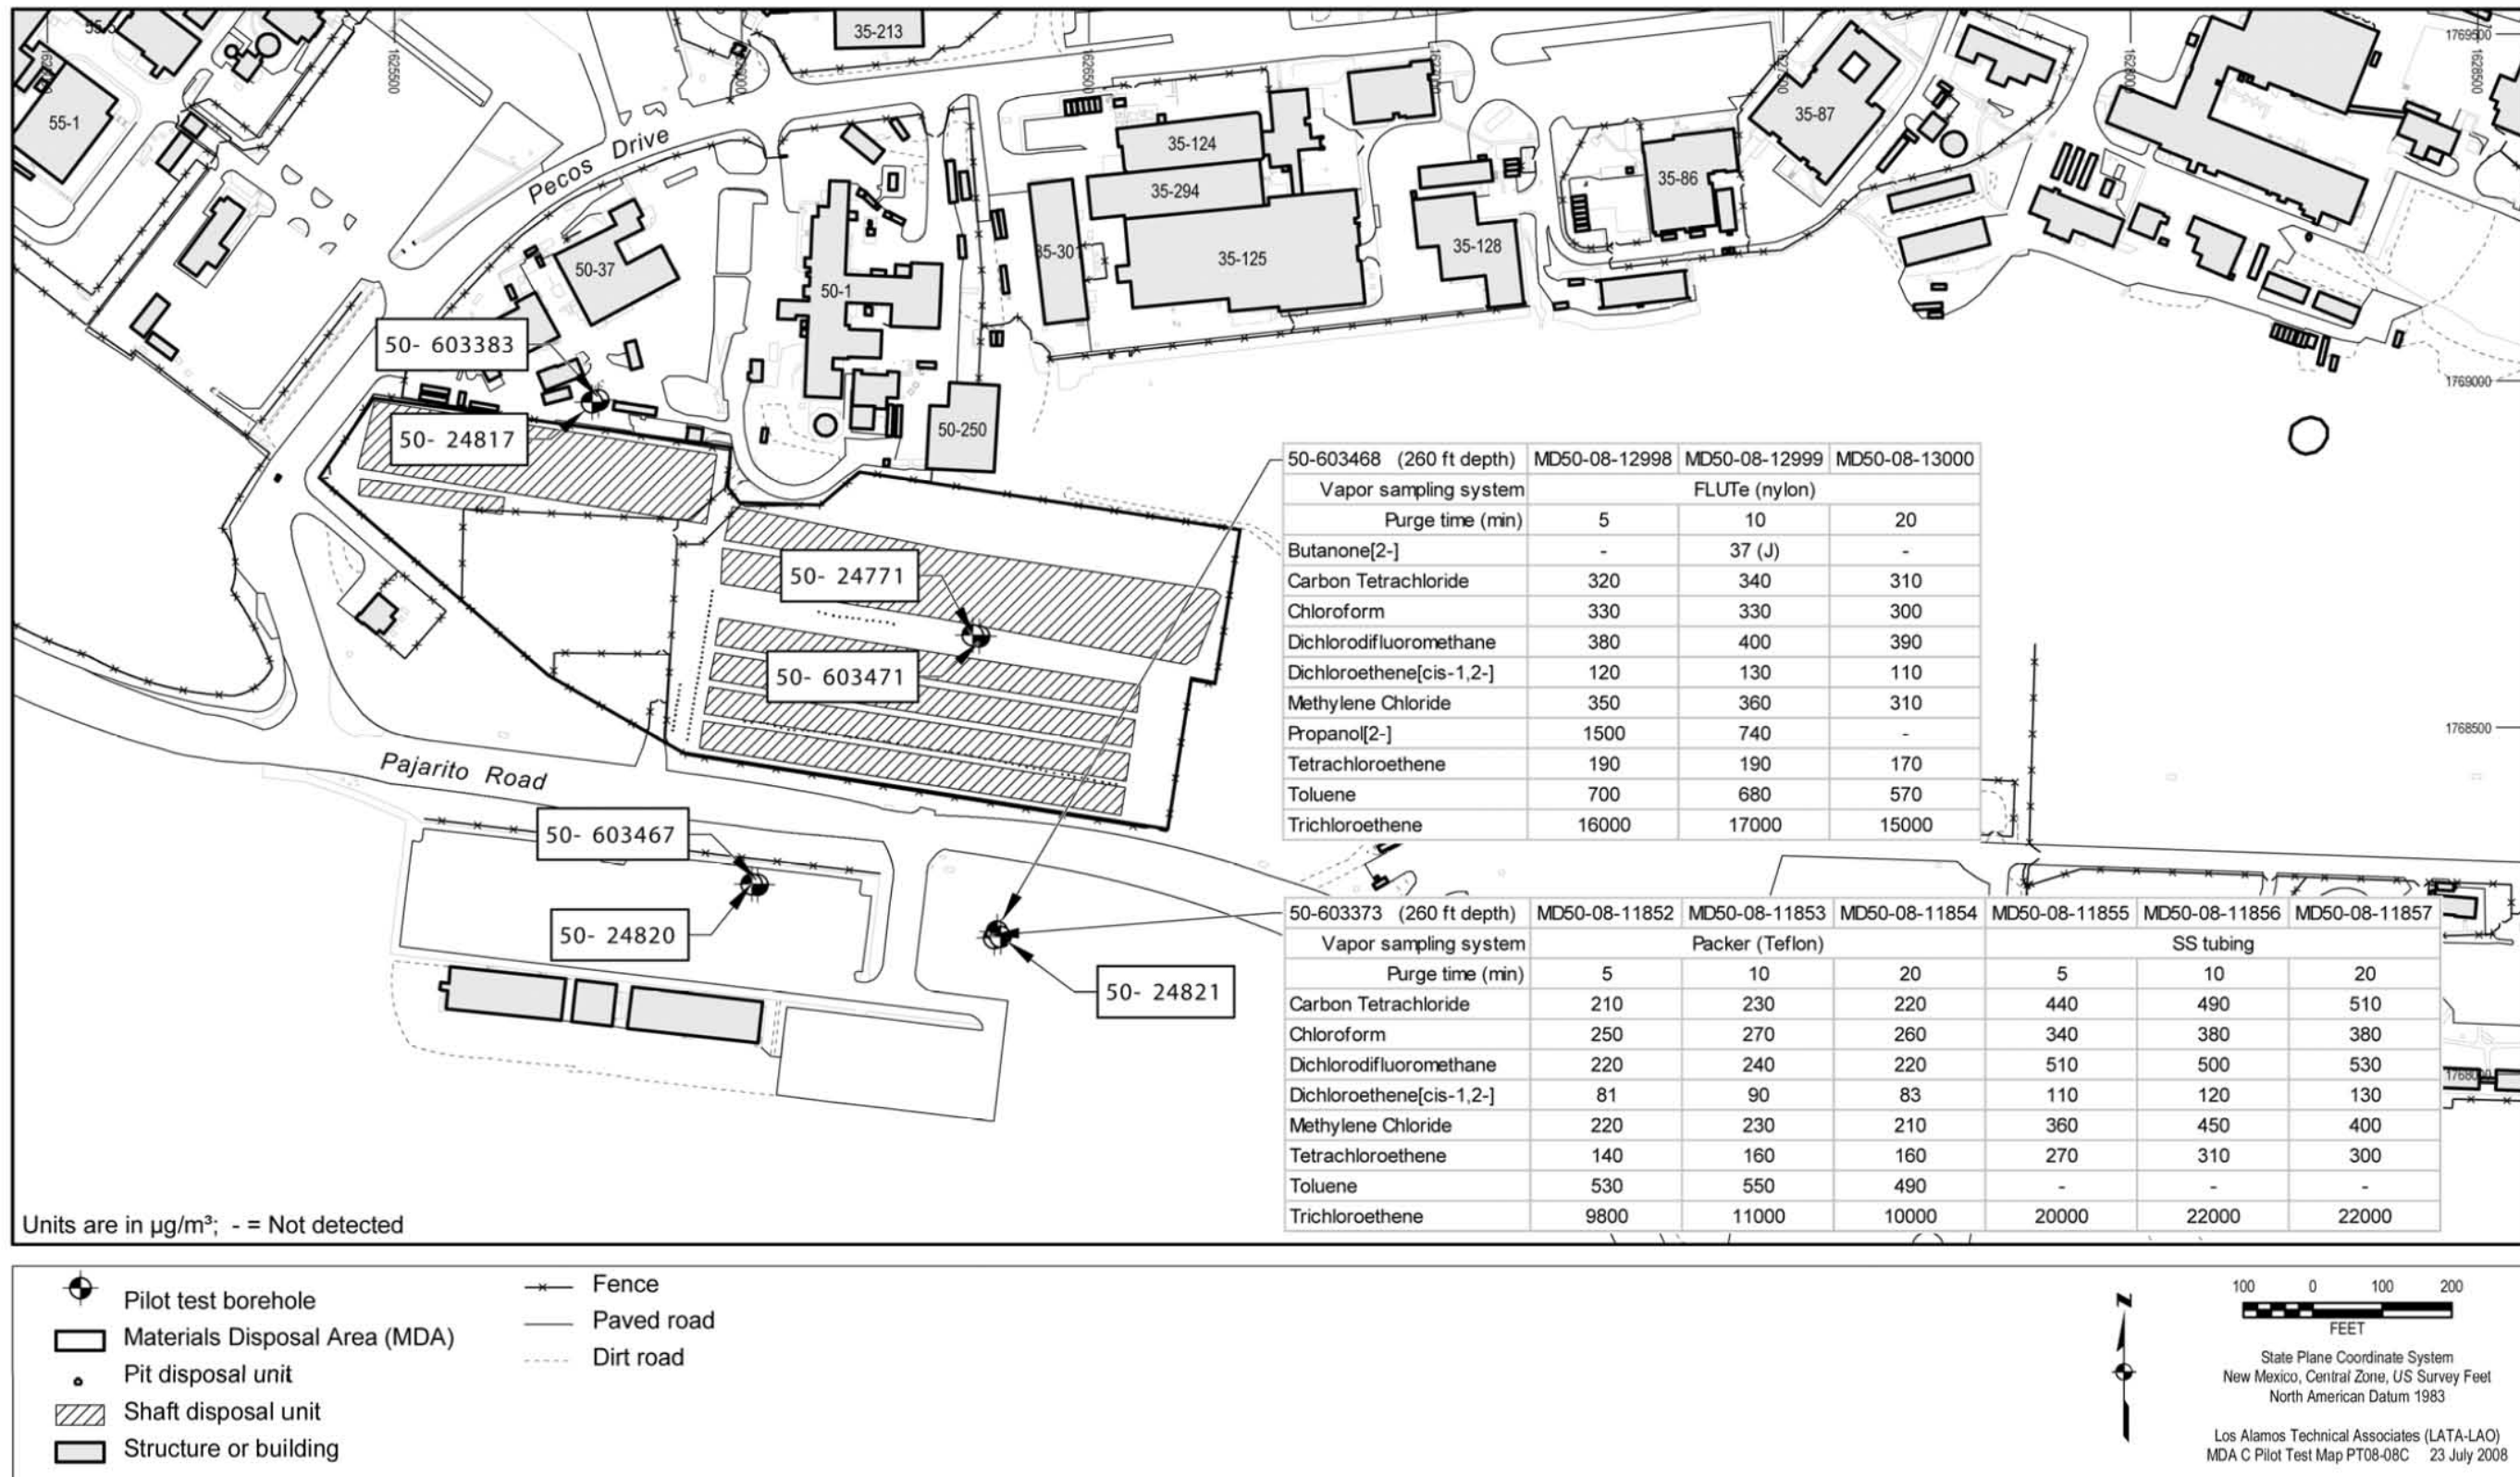 55-1
35-213
Pecos Drive
35-124
35-294
35-125
35-128
35-86
35-87
50-37
50-1
50-250
1625500
1626500
1628500
1769500
1769000
1768500
50- 603383
50- 24817
50- 24771
50- 603471
Pajarito Road
50- 603467
50- 24820
50- 24821
50-603468 (260 ft depth) MD50-08-12998 MD50-08-12999 MD50-08-13000
Vapor sampling system FLUTe (nylon)
Purge time (min) 5 10 20
Butanone[2-] - 37 (J) -
Carbon Tetrachloride 320 340 310
Chloroform 330 330 300
Dichlorodifluoromethane 380 400 390
Dichloroethene[cis-1,2-] 120 130 110
Methylene Chloride 350 360 310
Propanol[2-] 1500 740 -
Tetrachloroethene 190 190 170
Toluene 700 680 570
Trichloroethene 16000 17000 15000
50-603373 (260 ft depth) MD50-08-11852 MD50-08-11853 MD50-08-11854 MD50-08-11855 MD50-08-11856 MD50-08-11857
Vapor sampling system Packer (Teflon) SS tubing
Purge time (min) 5 10 20 5 10 20
Carbon Tetrachloride 210 230 220 440 490 510
Chloroform 250 270 260 340 380 380
Dichlorodifluoromethane 220 240 220 510 500 530
Dichloroethene[cis-1,2-] 81 90 83 110 120 130
Methylene Chloride 220 230 210 360 450 400
Tetrachloroethene 140 160 160 270 310 300
Toluene 530 550 490 - - -
Trichloroethene 9800 11000 10000 20000 22000 22000
Units are in µg/m³; - = Not detected
Pilot test borehole
Materials Disposal Area (MDA)
Pit disposal unit
Shaft disposal unit
Structure or building
Fence
Paved road
Dirt road
N
100 0 100 200
FEET
State Plane Coordinate System
New Mexico, Central Zone, US Survey Feet
North American Datum 1983
Los Alamos Technical Associates (LATA-LAO)
MDA C Pilot Test Map PT08-08C 23 July 2008